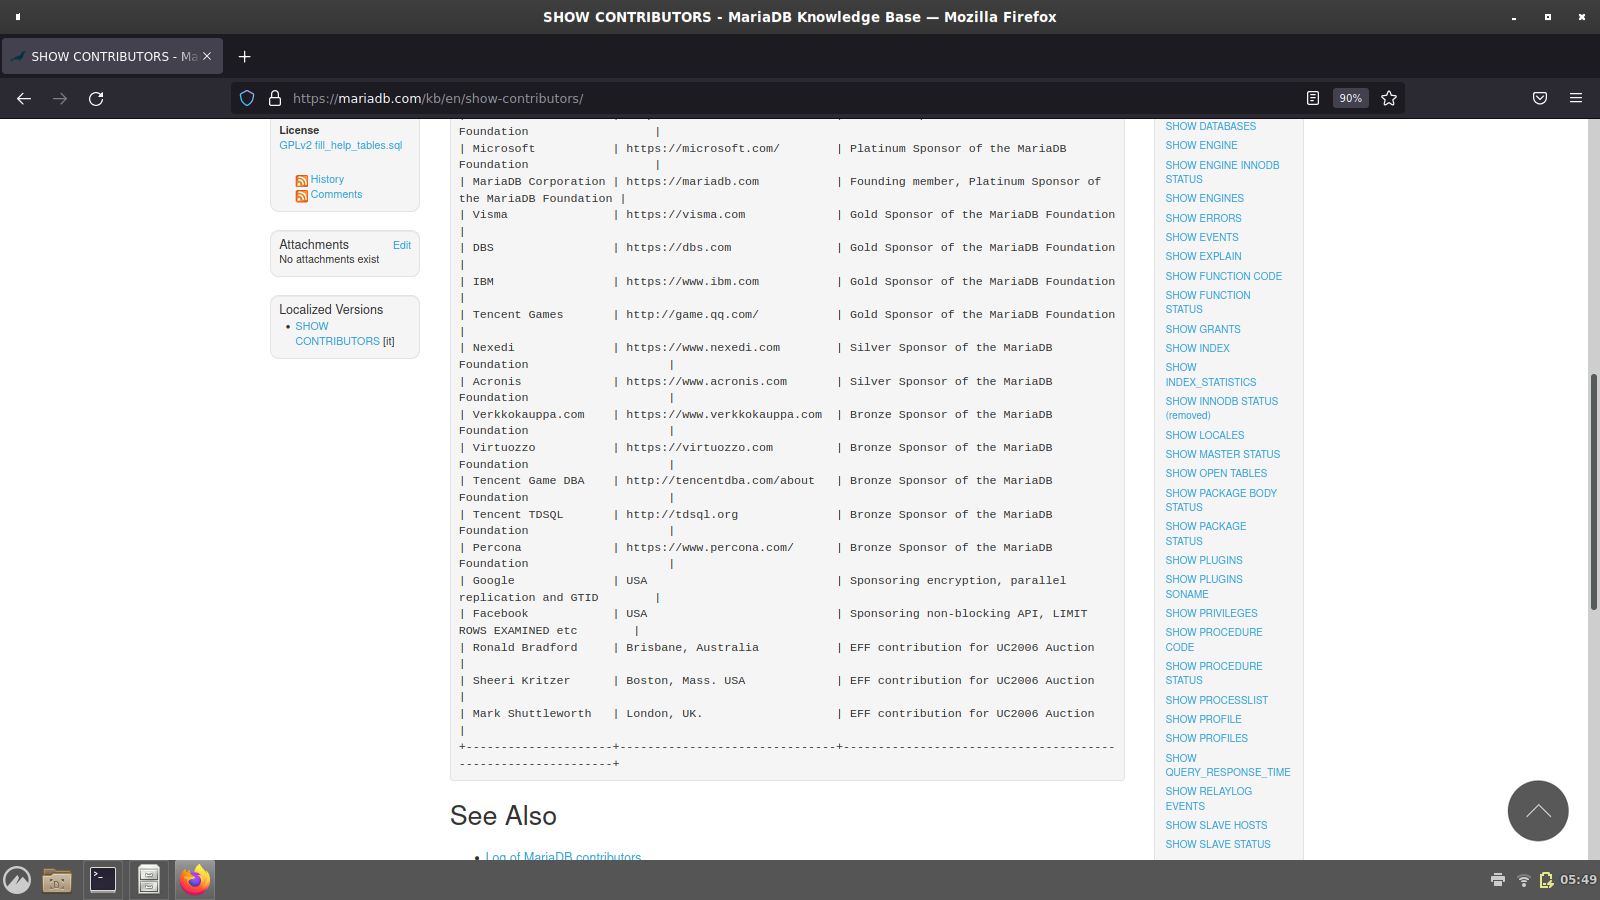 SHOW CONTRIBUTORS - MariaDB Knowledge Base — Mozilla Firefox
SHOW CONTRIBUTORS - Ma
https://mariadb.com/kb/en/show-contributors/
90%
License
GPLv2 fill_help_tables.sql
History
Comments
Attachments
Edit
No attachments exist
Localized Versions
• SHOW
CONTRIBUTORS [it]
Foundation |
| Microsoft | https://microsoft.com/ | Platinum Sponsor of the MariaDB
Foundation |
| MariaDB Corporation | https://mariadb.com | Founding member, Platinum Sponsor of
the MariaDB Foundation |
| Visma | https://visma.com | Gold Sponsor of the MariaDB Foundation
|
| DBS | https://dbs.com | Gold Sponsor of the MariaDB Foundation
|
| IBM | https://www.ibm.com | Gold Sponsor of the MariaDB Foundation
|
| Tencent Games | http://game.qq.com/ | Gold Sponsor of the MariaDB Foundation
|
| Nexedi | https://www.nexedi.com | Silver Sponsor of the MariaDB
Foundation |
| Acronis | https://www.acronis.com | Silver Sponsor of the MariaDB
Foundation |
| Verkkokauppa.com | https://www.verkkokauppa.com | Bronze Sponsor of the MariaDB
Foundation |
| Virtuozzo | https://virtuozzo.com | Bronze Sponsor of the MariaDB
Foundation |
| Tencent Game DBA | http://tencentdba.com/about | Bronze Sponsor of the MariaDB
Foundation |
| Tencent TDSQL | http://tdsql.org | Bronze Sponsor of the MariaDB
Foundation |
| Percona | https://www.percona.com/ | Bronze Sponsor of the MariaDB
Foundation |
| Google | USA | Sponsoring encryption, parallel
replication and GTID |
| Facebook | USA | Sponsoring non-blocking API, LIMIT
ROWS EXAMINED etc |
| Ronald Bradford | Brisbane, Australia | EFF contribution for UC2006 Auction
|
| Sheeri Kritzer | Boston, Mass. USA | EFF contribution for UC2006 Auction
|
| Mark Shuttleworth | London, UK. | EFF contribution for UC2006 Auction
|
+---------------------+-------------------------------+---------------------------------------
----------------------+
See Also
• Log of MariaDB contributors
SHOW DATABASES
SHOW ENGINE
SHOW ENGINE INNODB
STATUS
SHOW ENGINES
SHOW ERRORS
SHOW EVENTS
SHOW EXPLAIN
SHOW FUNCTION CODE
SHOW FUNCTION
STATUS
SHOW GRANTS
SHOW INDEX
SHOW
INDEX_STATISTICS
SHOW INNODB STATUS
(removed)
SHOW LOCALES
SHOW MASTER STATUS
SHOW OPEN TABLES
SHOW PACKAGE BODY
STATUS
SHOW PACKAGE
STATUS
SHOW PLUGINS
SHOW PLUGINS
SONAME
SHOW PRIVILEGES
SHOW PROCEDURE
CODE
SHOW PROCEDURE
STATUS
SHOW PROCESSLIST
SHOW PROFILE
SHOW PROFILES
SHOW
QUERY_RESPONSE_TIME
SHOW RELAYLOG
EVENTS
SHOW SLAVE HOSTS
SHOW SLAVE STATUS
05:49